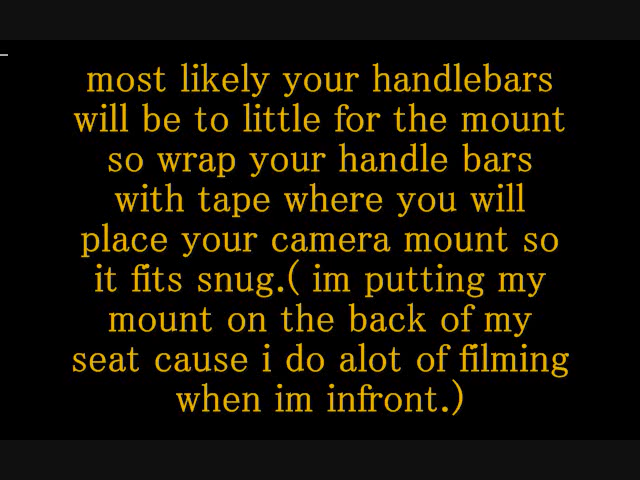 most likely your handlebars
will be to little for the mount
so wrap your handle bars
with tape where you will
place your camera mount so
it fits snug.( im putting my
mount on the back of my
seat cause i do alot of filming
when im infront.)